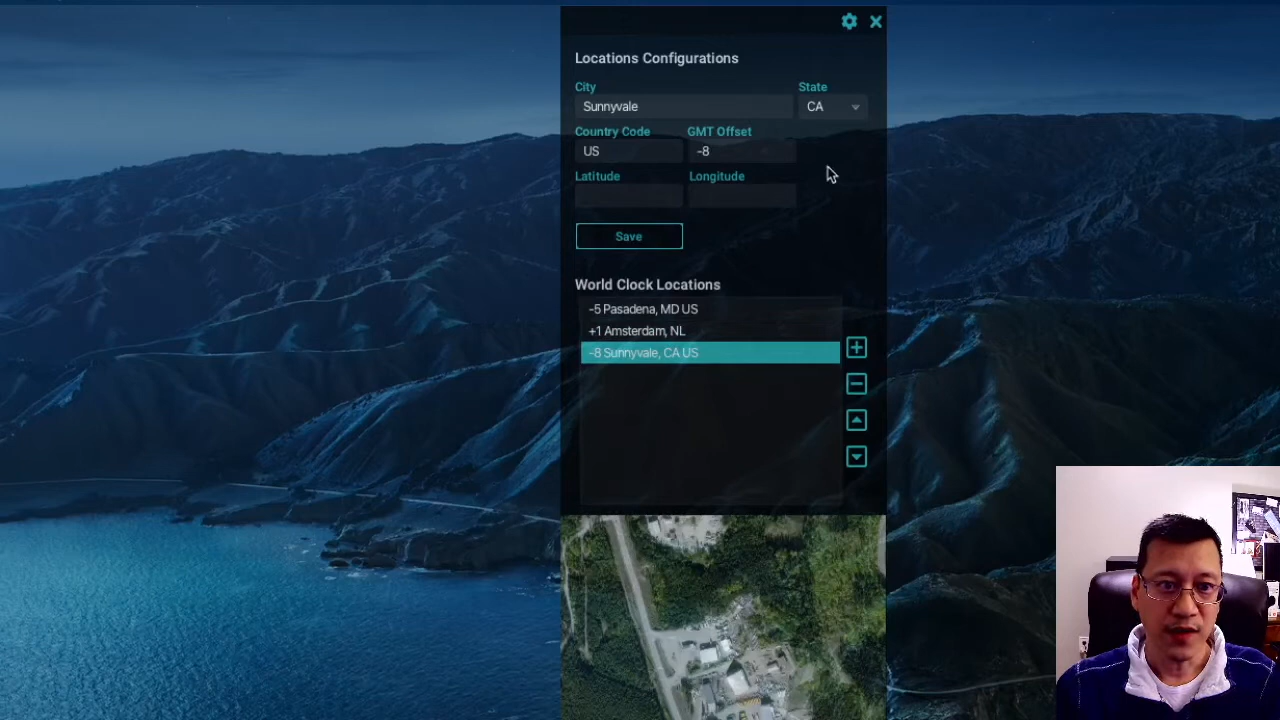 Locations Configurations
City State
Sunnyvale CA
Country Code GMT Offset
US -8
Latitude Longitude
Save
World Clock Locations
-5 Pasadena, MD US
+1 Amsterdam, NL
-8 Sunnyvale, CA US